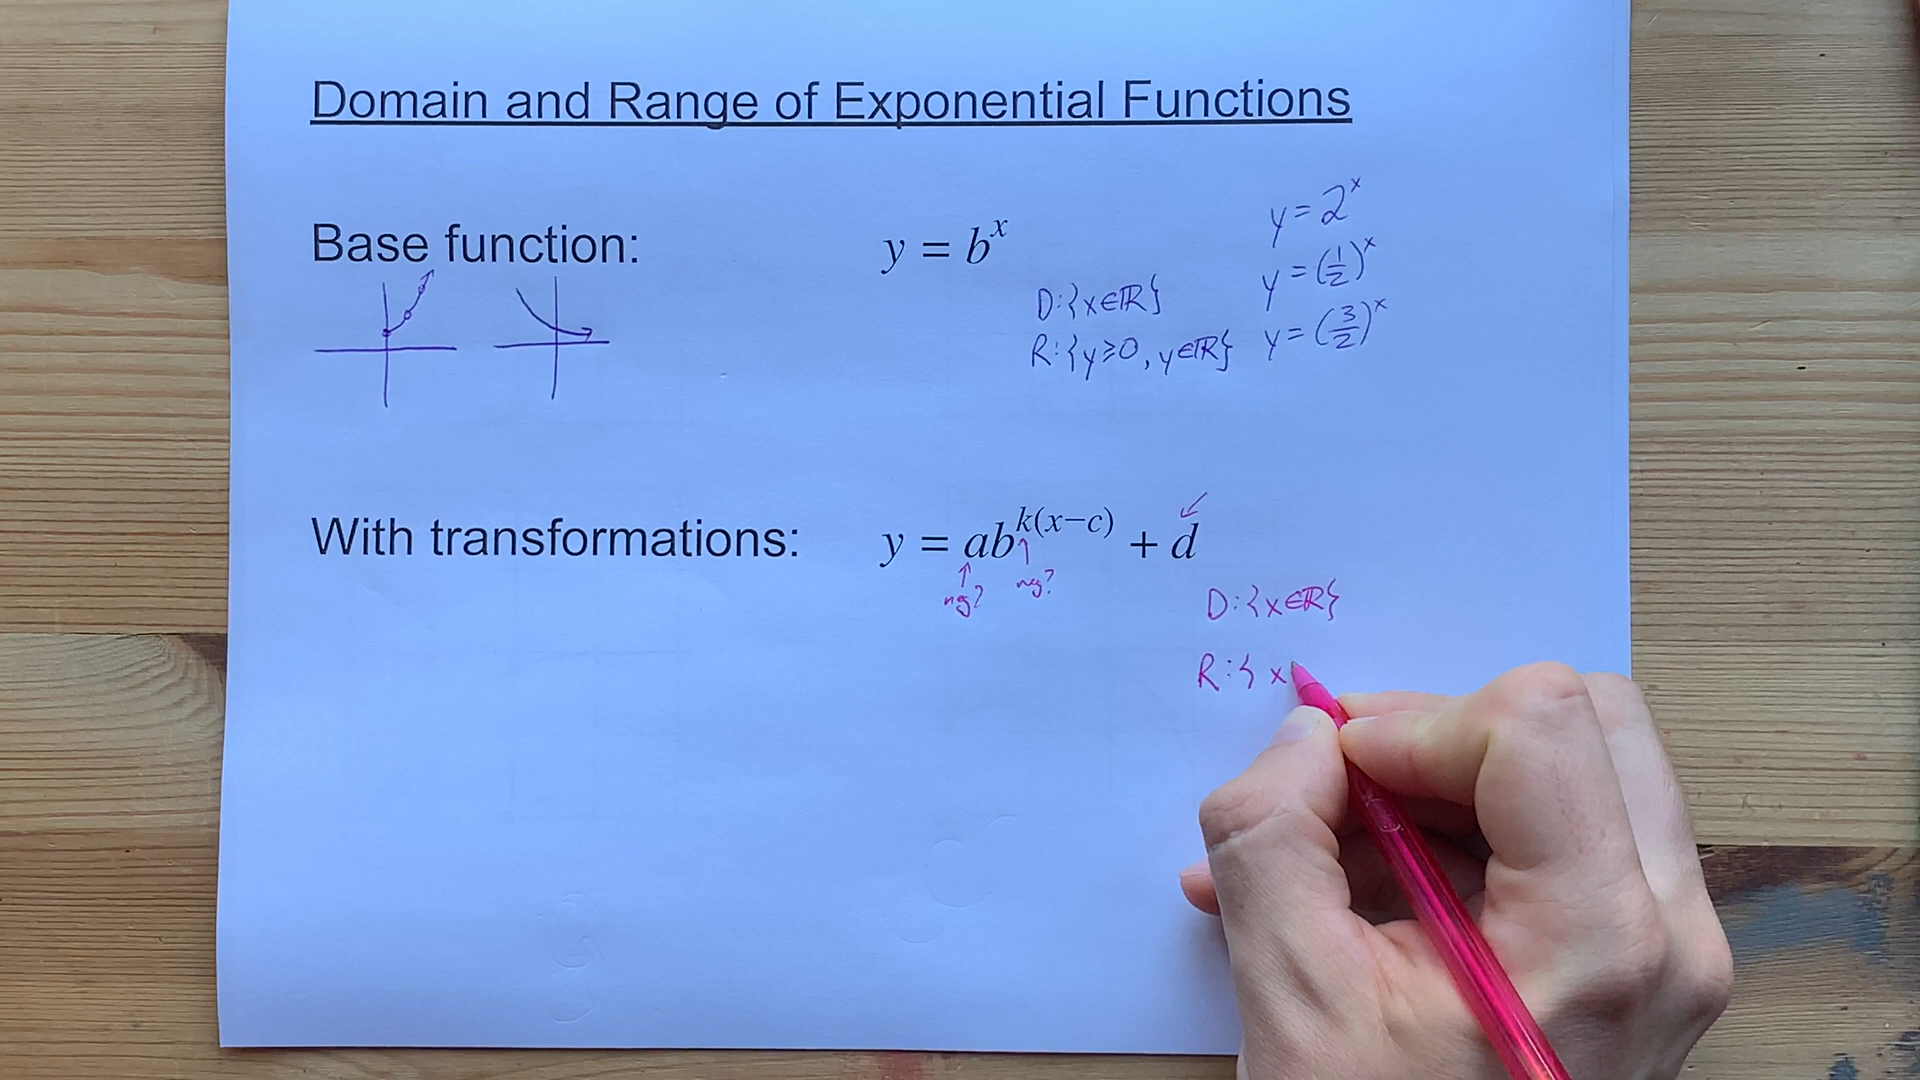 Domain and Range of Exponential Functions
Base function:
y = b^x
D:{x∈ℝ}
R:{y≥0, y∈ℝ}
y=2^x
y=(1/2)^x
y=(3/2)^x
With transformations:
y = ab^{k(x−c)} + d
neg?
neg?
D:{x∈ℝ}
R:{ x